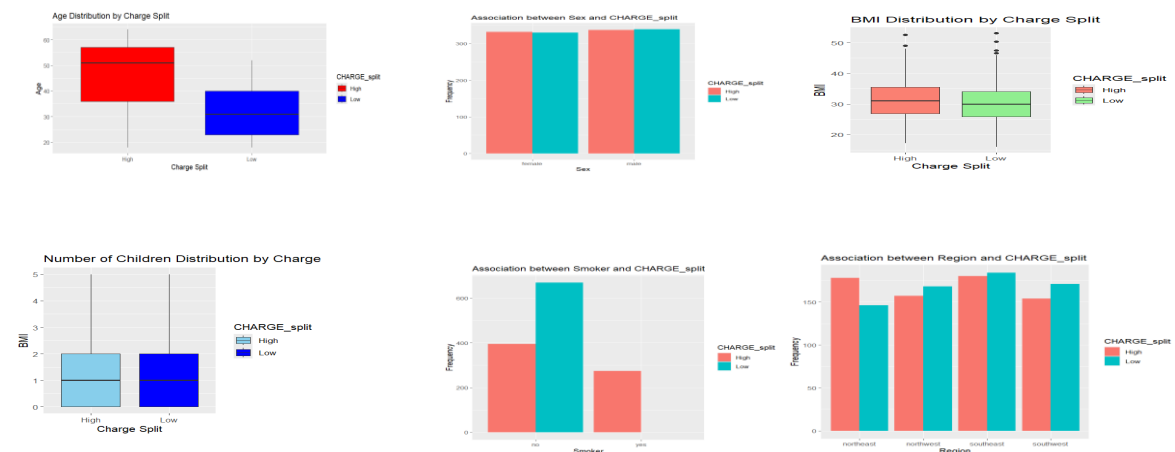 Age Distribution by Charge Split
60
50
40
30
20
Age
High
Low
Charge Split
CHARGE_split
High
Low
Association between Sex and CHARGE_split
300
200
100
0
Frequency
female
male
Sex
CHARGE_split
High
Low
BMI Distribution by Charge Split
50
40
30
20
BMI
High
Low
Charge Split
CHARGE_split
High
Low
Number of Children Distribution by Charge
5
4
3
2
1
0
BMI
High
Low
Charge Split
CHARGE_split
High
Low
Association between Smoker and CHARGE_split
600
400
200
0
Frequency
no
yes
Smoker
CHARGE_split
High
Low
Association between Region and CHARGE_split
150
100
50
0
Frequency
northeast
northwest
southeast
southwest
Region
CHARGE_split
High
Low